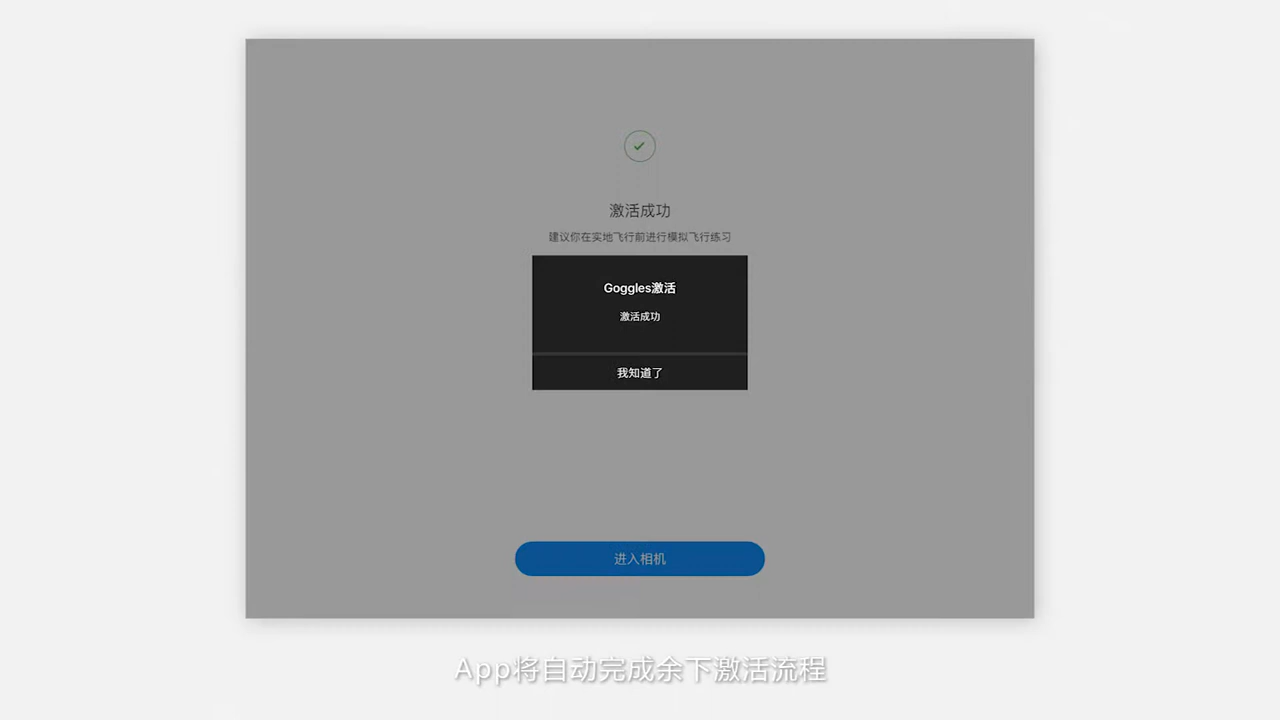 激活成功
建议你在实地飞行前进行模拟飞行练习
Goggles激活
激活成功
我知道了
进入相机
App将自动完成余下激活流程